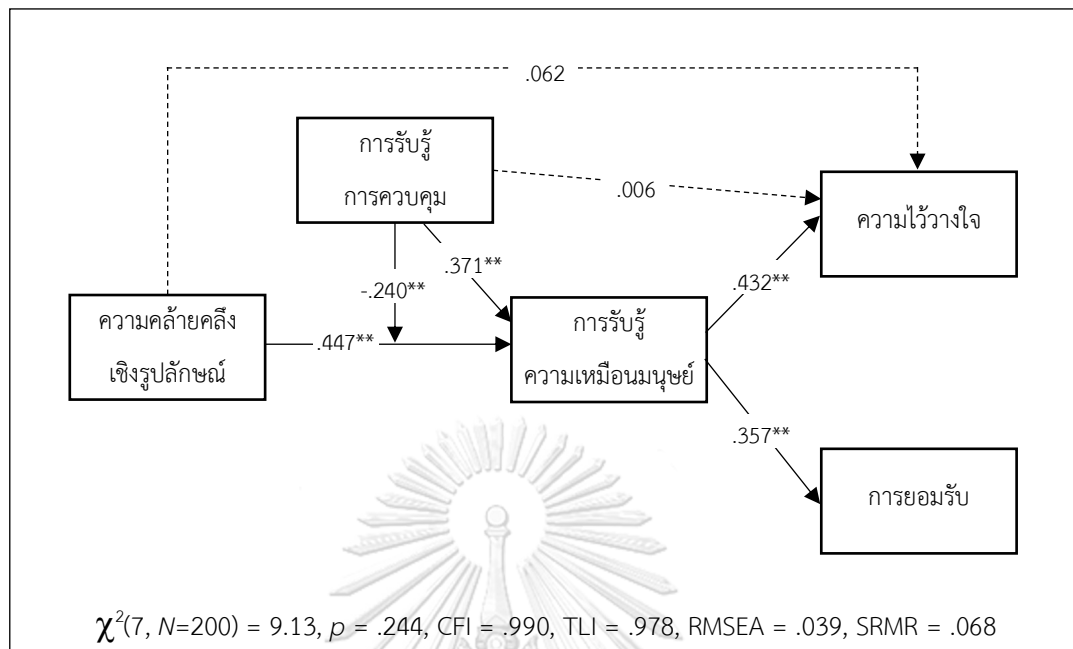 .062
การรับรู้
การควบคุม
.006
ความไว้วางใจ
.371**
-.240**
.432**
ความคล้ายคลึง
เชิงรูปลักษณ์
.447**
การรับรู้
ความเหมือนมนุษย์
.357**
การยอมรับ
χ²(7, N=200) = 9.13, p = .244, CFI = .990, TLI = .978, RMSEA = .039, SRMR = .068